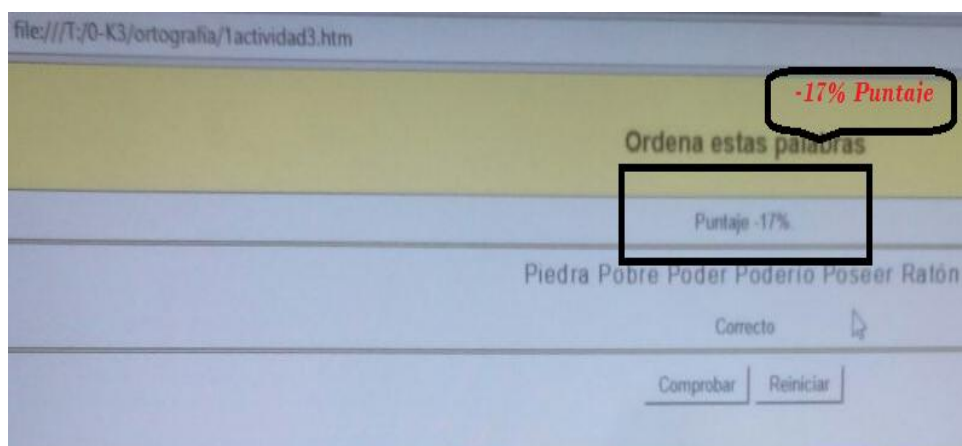 file:///T:/0-K3/ortografia/1actividad3.htm
-17% Puntaje
Ordena estas palabras
Puntaje -17%.
Piedra Pobre Poder Poderío Poseer Ratón
Correcto
Comprobar Reiniciar